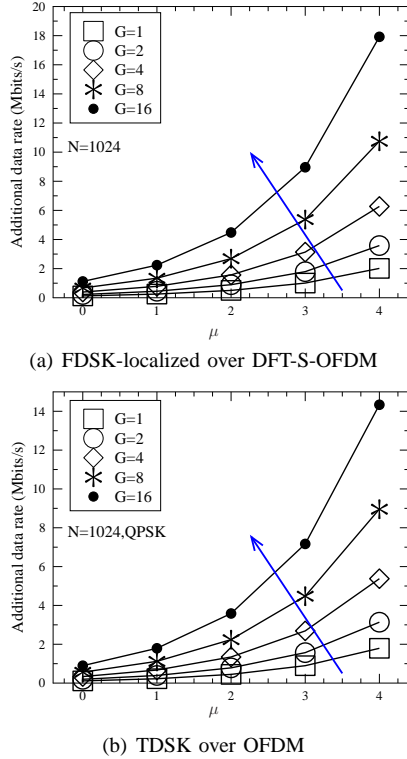 20
18
16
14
12
10
8
6
4
2
0
Additional data rate (Mbits/s)
G=1
G=2
G=4
G=8
G=16
N=1024
0 1 2 3 4
μ
(a) FDSK-localized over DFT-S-OFDM
14
12
10
8
6
4
2
0
Additional data rate (Mbits/s)
G=1
G=2
G=4
G=8
G=16
N=1024,QPSK
0 1 2 3 4
μ
(b) TDSK over OFDM